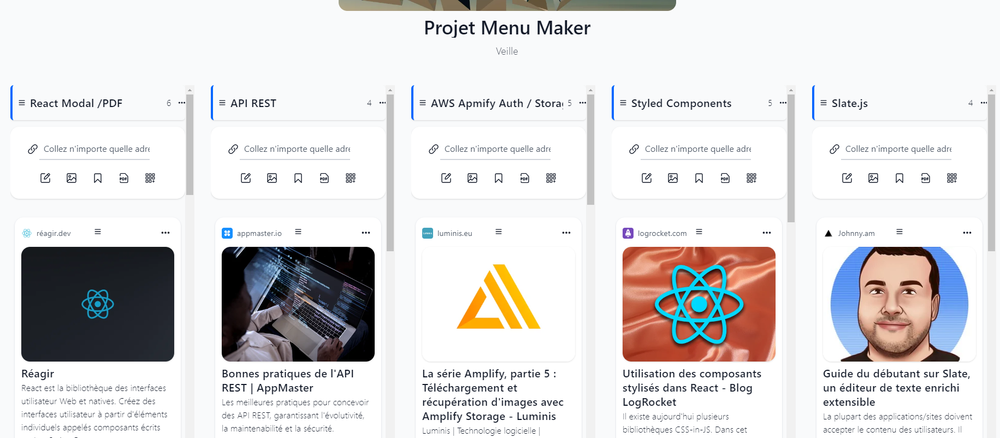 Projet Menu Maker
Veille
React Modal /PDF 6
API REST 4
AWS Apmify Auth / Stora 5
Styled Components 5
Slate.js 4
Collez n'importe quelle adre
PDF
Collez n'importe quelle adre
PDF
Collez n'importe quelle adre
PDF
Collez n'importe quelle adre
PDF
Collez n'importe quelle adre
PDF
réagir.dev
Réagir
React est la bibliothèque des interfaces
utilisateur Web et natives. Créez des
interfaces utilisateur à partir d'éléments
individuels appelés composants écrits
appmaster.io
Bonnes pratiques de l'API
REST | AppMaster
Les meilleures pratiques pour concevoir
des API REST, garantissant l'évolutivité,
la maintenabilité et la sécurité.
luminis.eu
La série Amplify, partie 5 :
Téléchargement et
récupération d'images avec
Amplify Storage - Luminis
Luminis | Technologie logicielle |
logrocket.com
Utilisation des composants
stylisés dans React - Blog
LogRocket
Il existe aujourd'hui plusieurs
bibliothèques CSS-in-JS. Dans cet
Johnny.am
Guide du débutant sur Slate,
un éditeur de texte enrichi
extensible
La plupart des applications/sites doivent
accepter le contenu des utilisateurs. Il